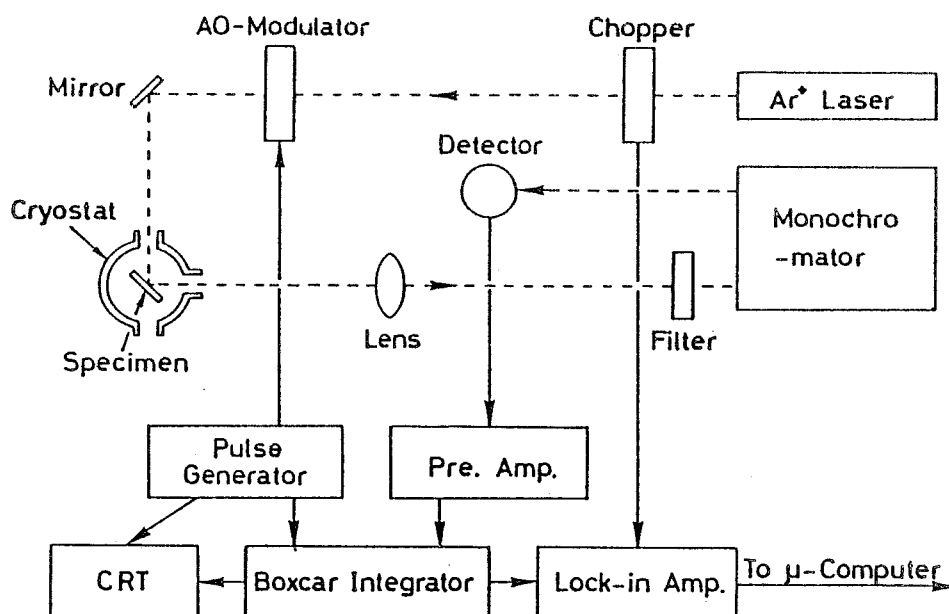 AO-Modulator
Chopper
Mirror
Ar⁺ Laser
Detector
Cryostat
Monochro
-mator
Lens
Filter
Specimen
Pulse
Generator
Pre. Amp.
CRT
Boxcar Integrator
Lock-in Amp.
To μ-Computer